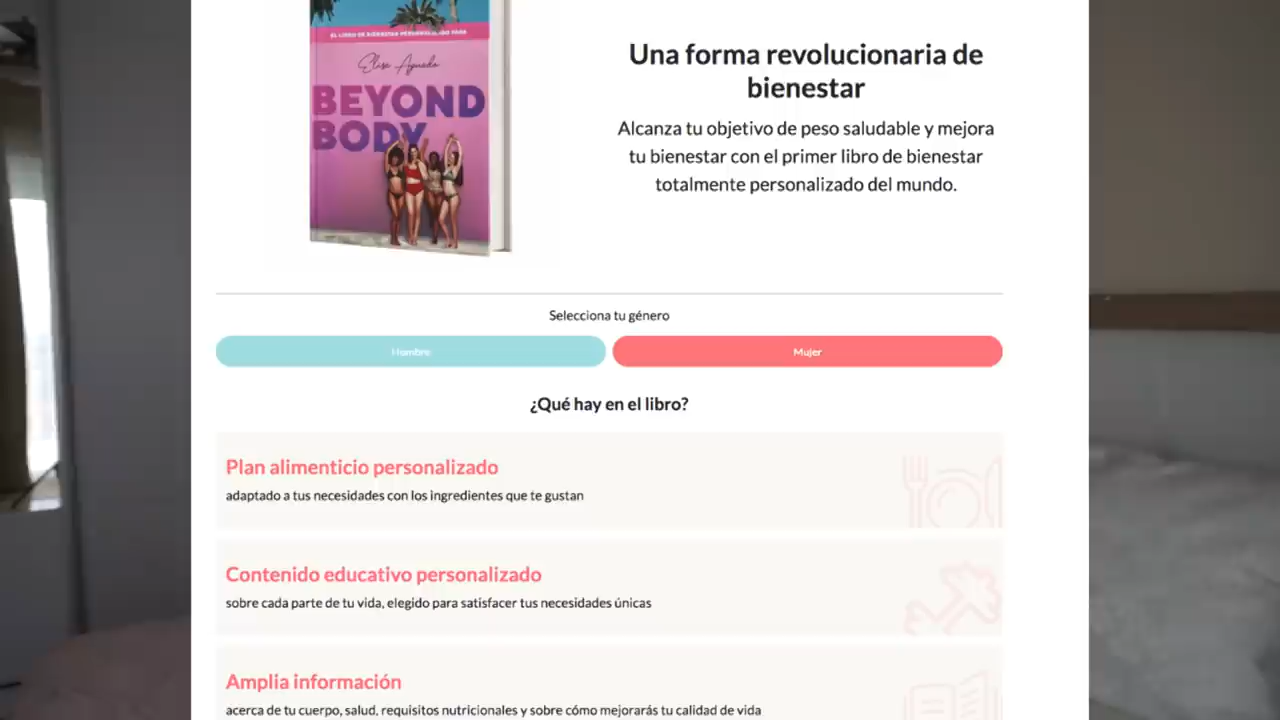 EL LIBRO DE BIENESTAR PERSONALIZADO PARA
Elisa Aguado
BEYOND
BODY
Una forma revolucionaria de
bienestar
Alcanza tu objetivo de peso saludable y mejora
tu bienestar con el primer libro de bienestar
totalmente personalizado del mundo.
Selecciona tu género
Hombre
Mujer
¿Qué hay en el libro?
Plan alimenticio personalizado
adaptado a tus necesidades con los ingredientes que te gustan
Contenido educativo personalizado
sobre cada parte de tu vida, elegido para satisfacer tus necesidades únicas
Amplia información
acerca de tu cuerpo, salud, requisitos nutricionales y sobre cómo mejorarás tu calidad de vida